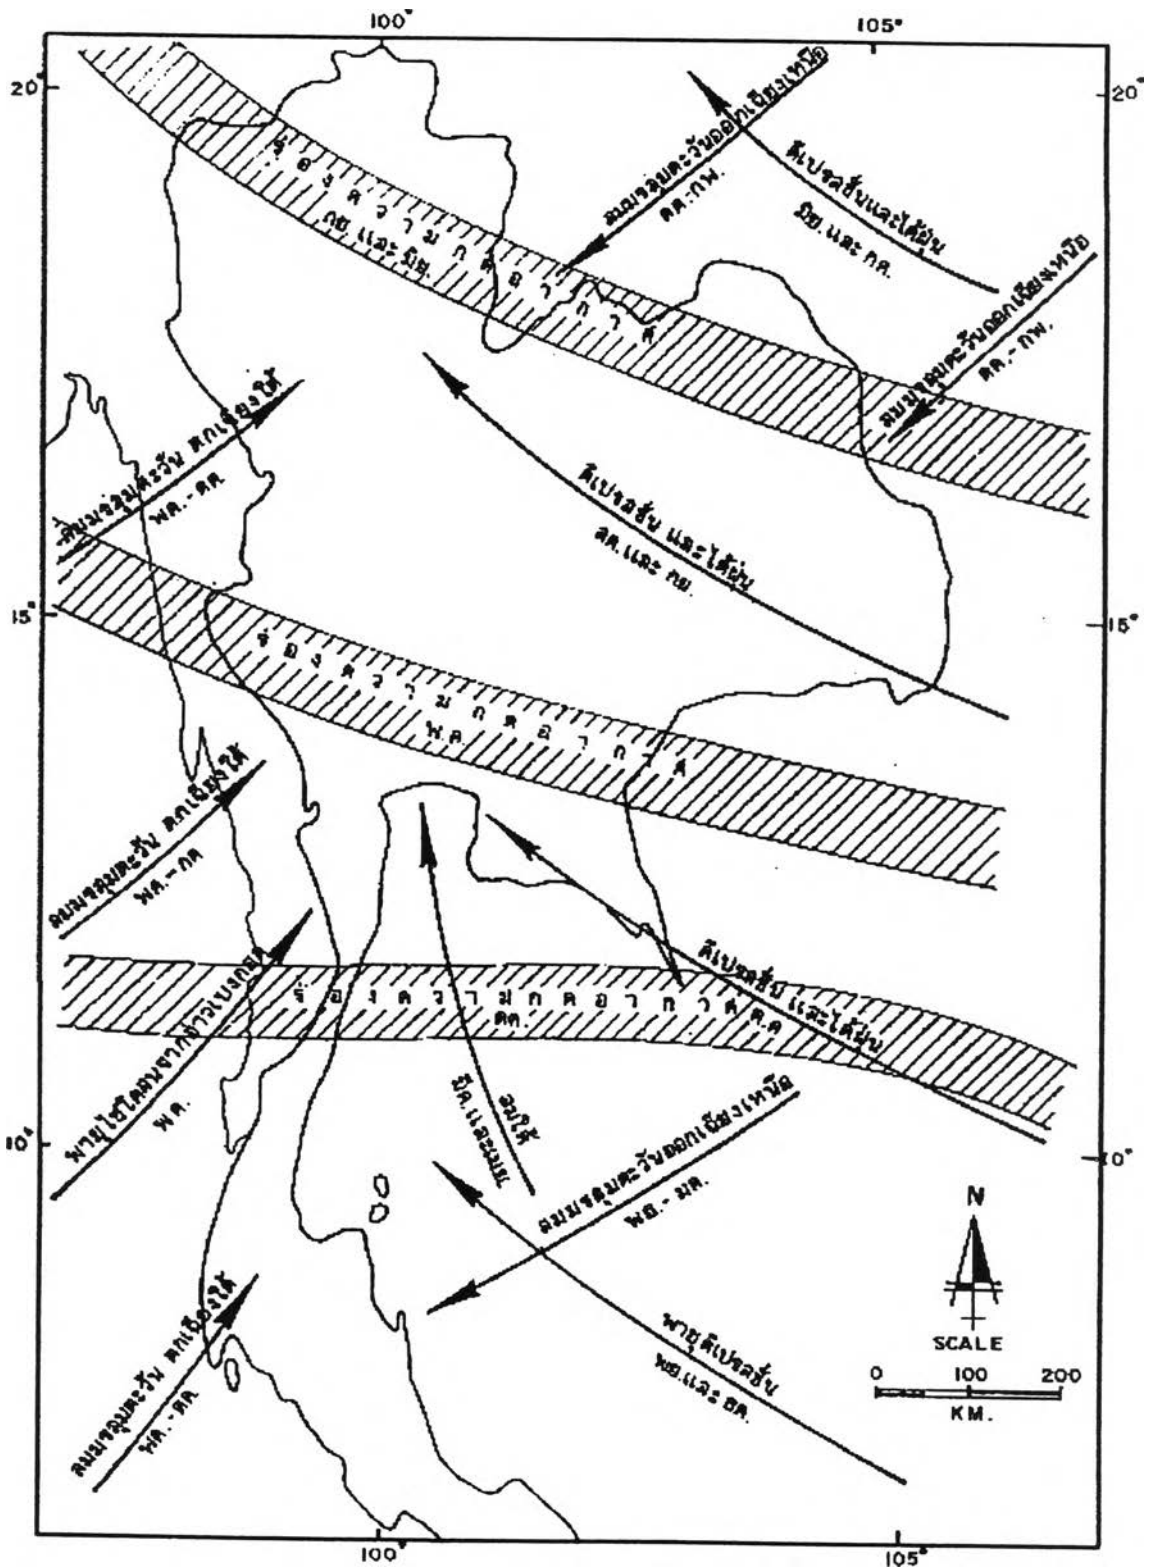 100°
105°
20°
20°
ลมมรสุมตะวันออกเฉียงเหนือ
ตค.-กพ.
ดีเปรสชั่นและไต้ฝุ่น
มิย. และ กค.
ร่องความกดอากาศ
กย และ มิย.
ลมมรสุมตะวันออกเฉียงเหนือ
ตค.-กพ.
ลมมรสุมตะวัน ตกเฉียงใต้
พค.-ตค.
ดีเปรสชั่น และไต้ฝุ่น
สค. และ กย.
15°
15°
ร่องความกดอากาศ
พ.ค.
ลมมรสุมตะวัน ตกเฉียงใต้
พค.-กค
พายุไซโคลนจากอ่าวเบงกอล
พ.ค.
ร่องความกดอากาศ ต.ค
ตค.
ดีเปรสชั่น และไต้ฝุ่น
ลมใต้
มีค. และเมย.
ลมมรสุมตะวันออกเฉียงเหนือ
พย.-มค.
10°
10°
ลมมรสุมตะวัน ตกเฉียงใต้
พค.-ตค.
พายุดีเปรสชั่น
พย. และ ธค.
N
SCALE
0 100 200
KM.
100°
105°